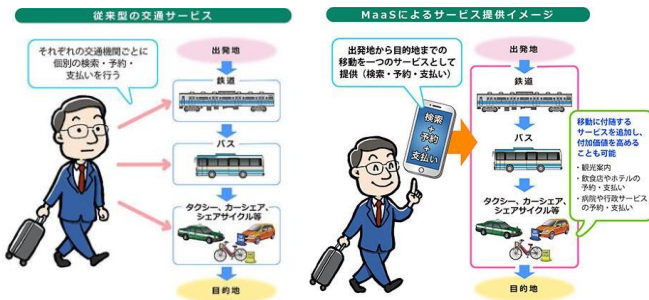 従来型の交通サービス
それぞれの交通機関ごとに
個別の検索・予約・
支払いを行う
出発地
鉄道
バス
タクシー、カーシェア、
シェアサイクル等
目的地
MaaSによるサービス提供イメージ
出発地から目的地までの
移動を一つのサービスとして
提供（検索・予約・支払い）
検索
+
予約
+
支払い
出発地
鉄道
バス
タクシー、カーシェア、
シェアサイクル等
目的地
移動に付随する
サービスを追加し、
付加価値を高める
ことも可能
・観光案内
・飲食店やホテルの
予約・支払い
・病院や行政サービス
の予約・支払い